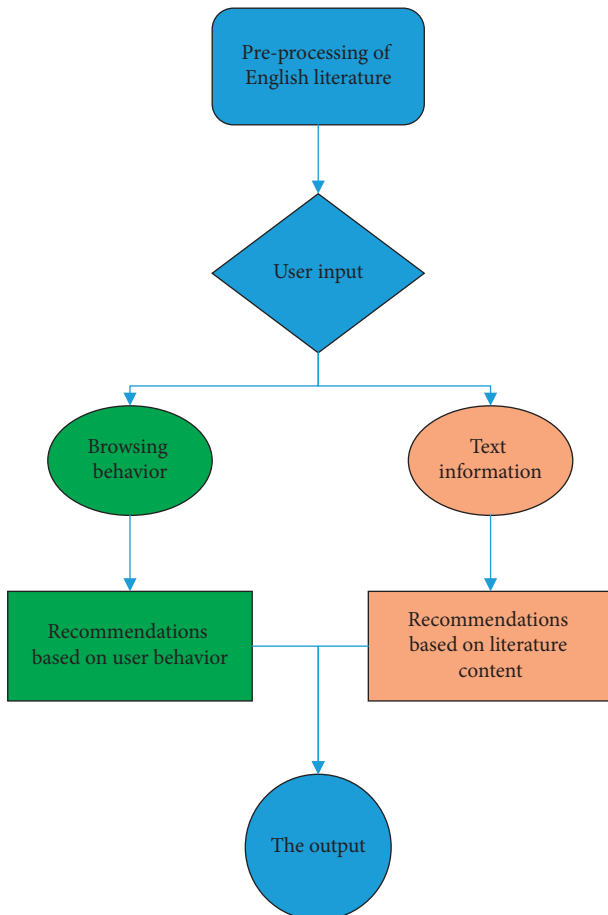 Pre-processing of
English literature
User input
Browsing
behavior
Text
information
Recommendations
based on user behavior
Recommendations
based on literature
content
The output